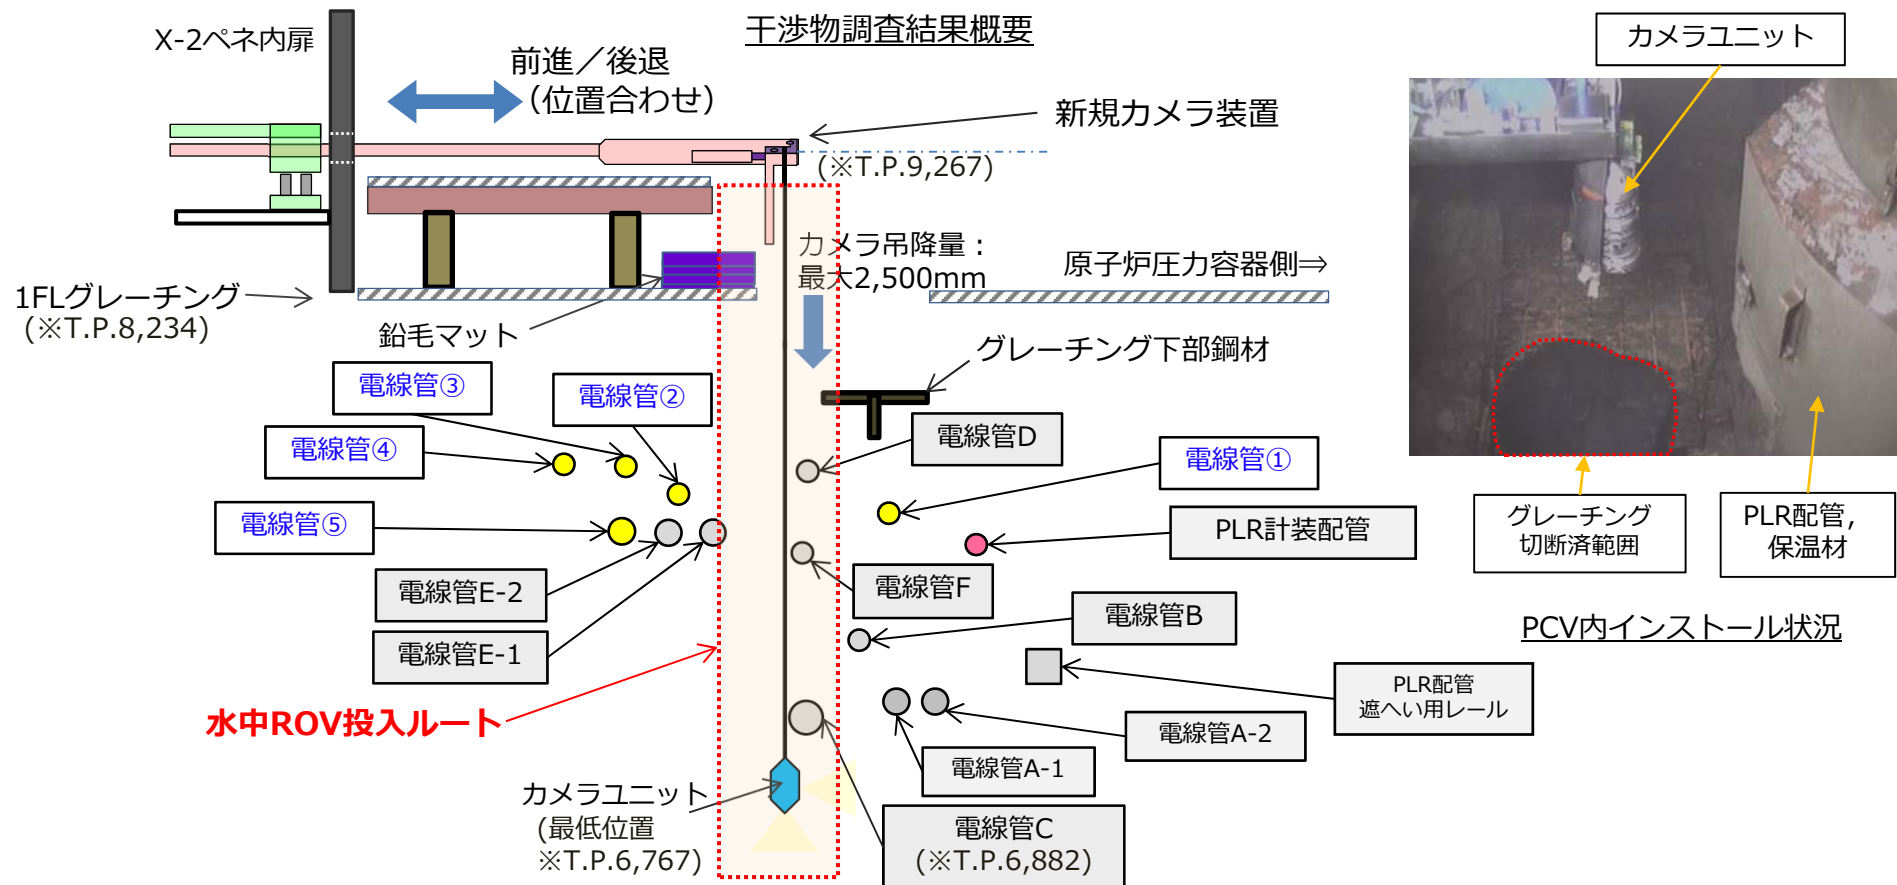 干渉物調査結果概要
X-2ペネ内扉
前進／後退
（位置合わせ）
新規カメラ装置
(※T.P.9,267)
カメラユニット
カメラ吊降量：
最大2,500mm
原子炉圧力容器側⇒
1FLグレーチング
(※T.P.8,234)
鉛毛マット
グレーチング下部鋼材
電線管③
電線管②
電線管④
電線管D
電線管①
電線管⑤
PLR計装配管
グレーチング
切断済範囲
PLR配管，
保温材
電線管E-2
電線管F
電線管B
PCV内インストール状況
電線管E-1
PLR配管
遮へい用レール
水中ROV投入ルート
電線管A-2
電線管A-1
カメラユニット
(最低位置
※T.P.6,767)
電線管C
(※T.P.6,882)